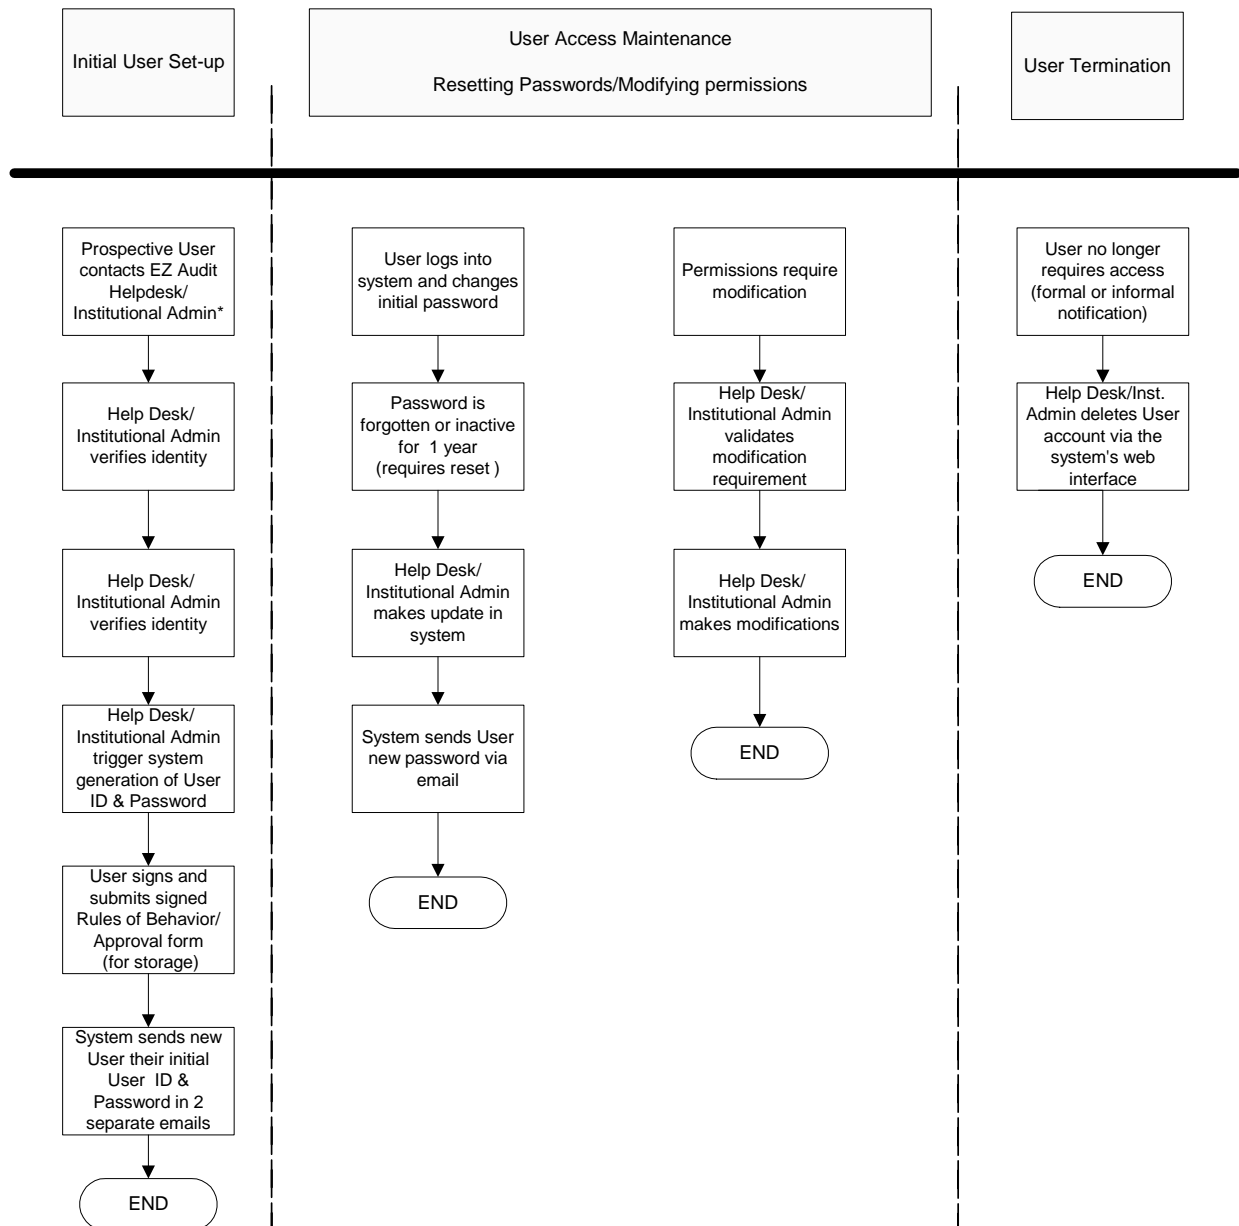 Initial User Set-up
User Access Maintenance
Resetting Passwords/Modifying permissions
User Termination
Prospective User
contacts EZ Audit
Helpdesk/
Institutional Admin*
Help Desk/
Institutional Admin
verifies identity
Help Desk/
Institutional Admin
verifies identity
Help Desk/
Institutional Admin
trigger system
generation of User
ID & Password
User signs and
submits signed
Rules of Behavior/
Approval form
(for storage)
System sends new
User their initial
User ID &
Password in 2
separate emails
END
User logs into
system and changes
initial password
Password is
forgotten or inactive
for 1 year
(requires reset )
Help Desk/
Institutional Admin
makes update in
system
System sends User
new password via
email
END
Permissions require
modification
Help Desk/
Institutional Admin
validates
modification
requirement
Help Desk/
Institutional Admin
makes modifications
END
User no longer
requires access
(formal or informal
notification)
Help Desk/Inst.
Admin deletes User
account via the
system's web
interface
END